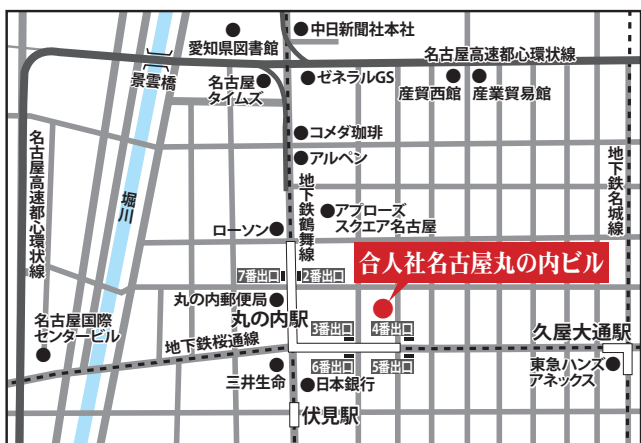 中日新聞社本社
愛知県図書館
名古屋高速都心環状線
景雲橋
名古屋
タイムズ
ゼネラルGS
産貿西館
産業貿易館
コメダ珈琲
アルペン
名古屋高速都心環状線
堀川
地下鉄鶴舞線
地下鉄名城線
アプローズ
スクエア名古屋
ローソン
合人社名古屋丸の内ビル
7番出口
2番出口
丸の内郵便局
丸の内駅
3番出口
4番出口
名古屋国際
センタービル
地下鉄桜通線
久屋大通駅
6番出口
5番出口
東急ハンズ
アネックス
三井生命
日本銀行
伏見駅